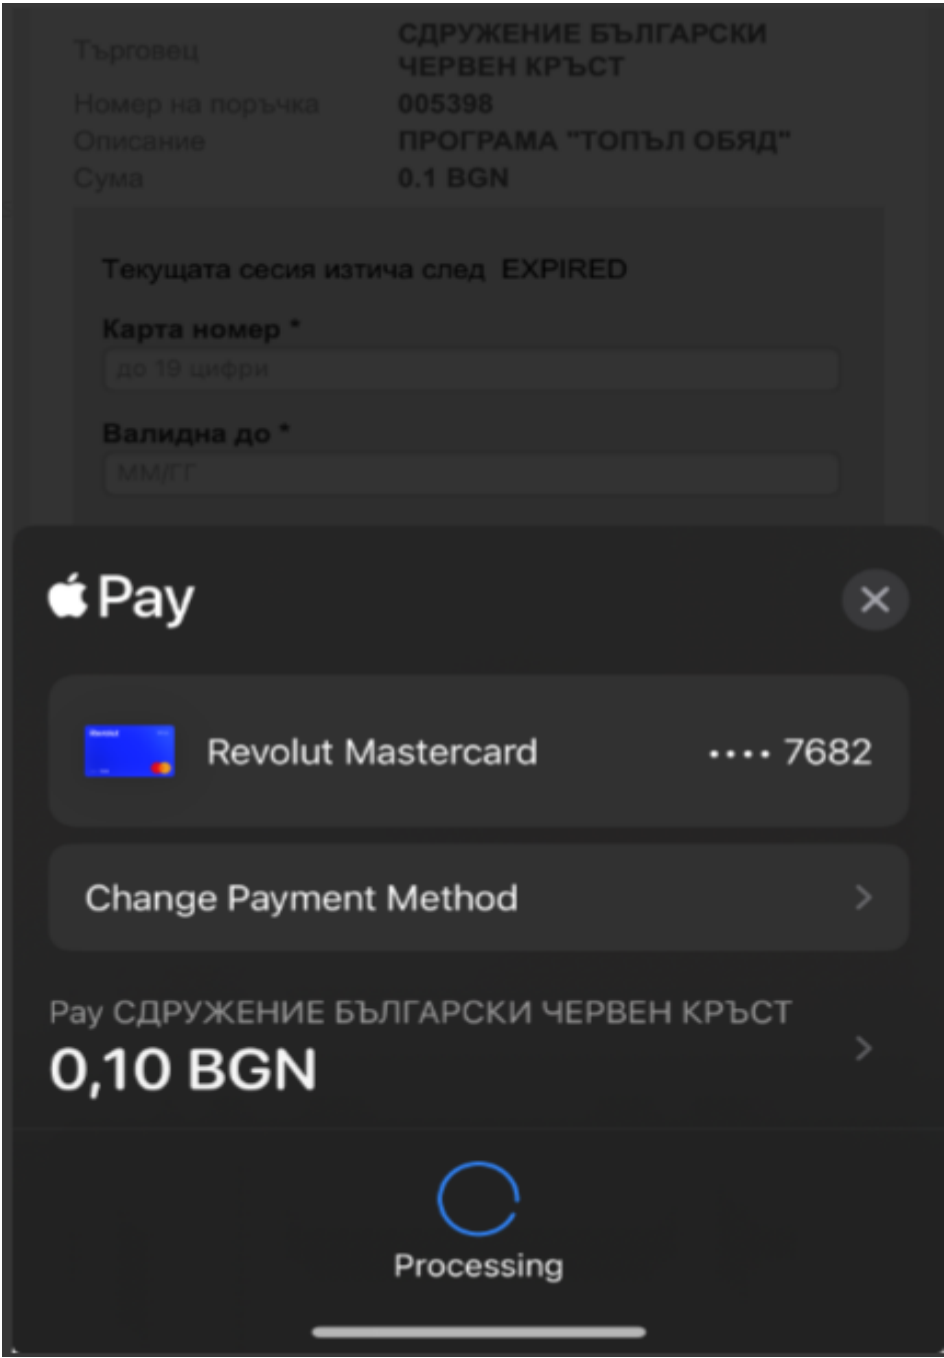 Търговец
СДРУЖЕНИЕ БЪЛГАРСКИ
ЧЕРВЕН КРЪСТ
Номер на поръчка 005398
Описание ПРОГРАМА "ТОПЪЛ ОБЯД"
Сума 0.1 BGN
Текущата сесия изтича след EXPIRED
Карта номер *
до 19 цифри
Валидна до *
ММ/ГГ
Pay
Revolut
Revolut Mastercard •••• 7682
Change Payment Method
Pay СДРУЖЕНИЕ БЪЛГАРСКИ ЧЕРВЕН КРЪСТ
0,10 BGN
Processing